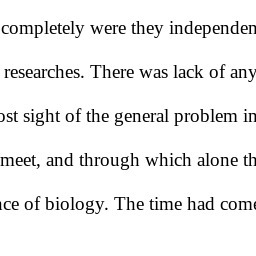 completely were they independen
researches. There was lack of any
ost sight of the general problem in
meet, and through which alone th
nce of biology. The time had come